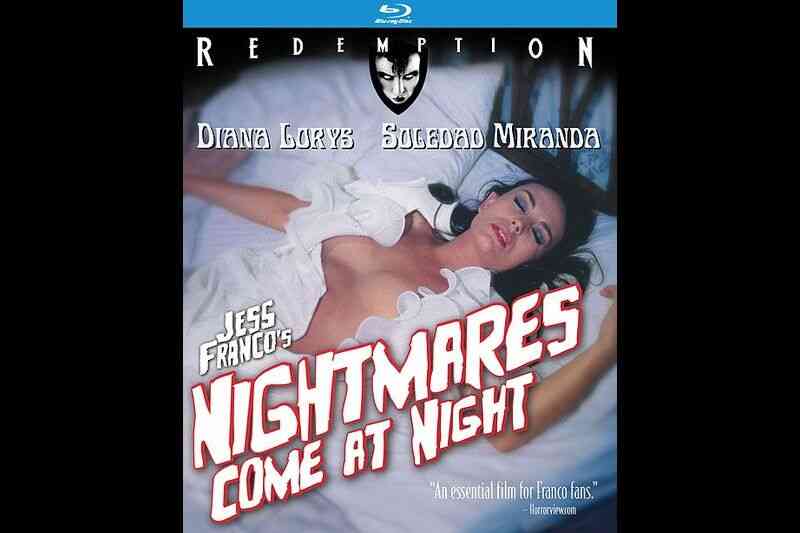 Blu-ray Disc
REDEMPTION
DIANA LORYS SOLEDAD MIRANDA
JESS
FRANCO'S
NIGHTMARES
COME AT NIGHT
"An essential film for Franco fans."
– Horrorview.com